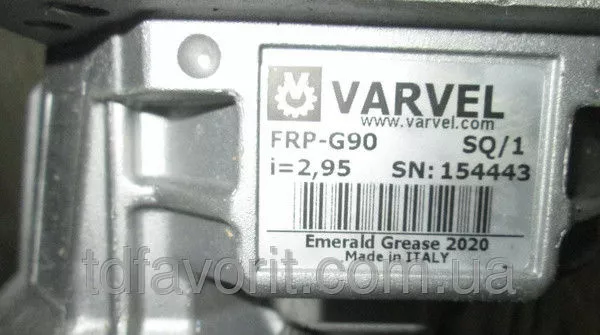 VARVEL
www.varvel.com
FRP-G90 SQ/1
i=2,95 SN: 154443
Emerald Grease 2020
Made in ITALY
tdfavorit.com.ua